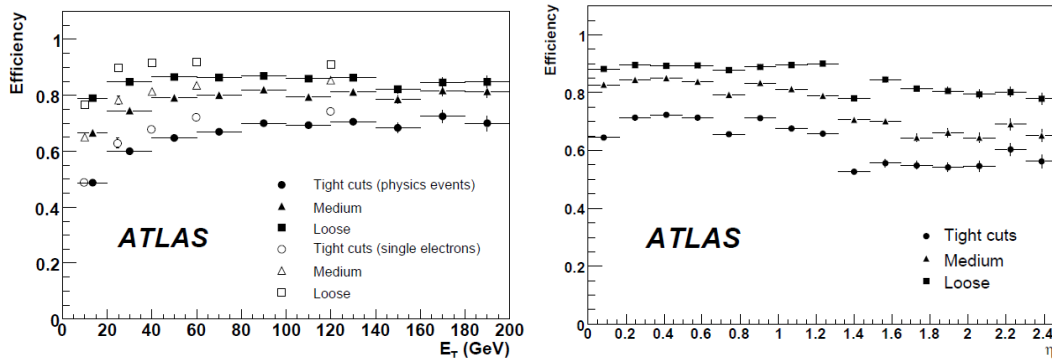 Efficiency
1
0.8
0.6
0.4
0.2
0
ATLAS
Tight cuts (physics events)
Medium
Loose
Tight cuts (single electrons)
Medium
Loose
0 20 40 60 80 100 120 140 160 180 200
E_T (GeV)
Efficiency
1
0.8
0.6
0.4
0.2
ATLAS
Tight cuts
Medium
Loose
0 0.2 0.4 0.6 0.8 1 1.2 1.4 1.6 1.8 2 2.2 2.4
η